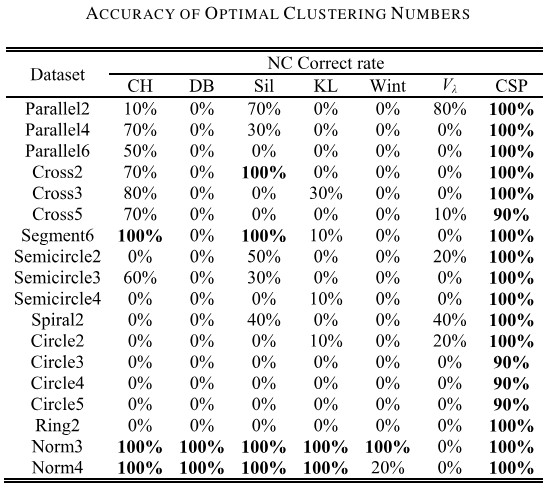 ACCURACY OF OPTIMAL CLUSTERING NUMBERS
Dataset NC Correct rate
CH DB Sil KL Wint Vλ CSP
Parallel2 10% 0% 70% 0% 0% 80% 100%
Parallel4 70% 0% 30% 0% 0% 0% 100%
Parallel6 50% 0% 0% 0% 0% 0% 100%
Cross2 70% 0% 100% 0% 0% 0% 100%
Cross3 80% 0% 0% 30% 0% 0% 100%
Cross5 70% 0% 0% 0% 0% 10% 90%
Segment6 100% 0% 100% 10% 0% 0% 100%
Semicircle2 0% 0% 50% 0% 0% 20% 100%
Semicircle3 60% 0% 30% 0% 0% 0% 100%
Semicircle4 0% 0% 0% 10% 0% 0% 100%
Spiral2 0% 0% 40% 0% 0% 40% 100%
Circle2 0% 0% 0% 10% 0% 20% 100%
Circle3 0% 0% 0% 0% 0% 0% 90%
Circle4 0% 0% 0% 0% 0% 0% 90%
Circle5 0% 0% 0% 0% 0% 0% 90%
Ring2 0% 0% 0% 0% 0% 0% 100%
Norm3 100% 100% 100% 100% 100% 0% 100%
Norm4 100% 100% 100% 100% 20% 0% 100%